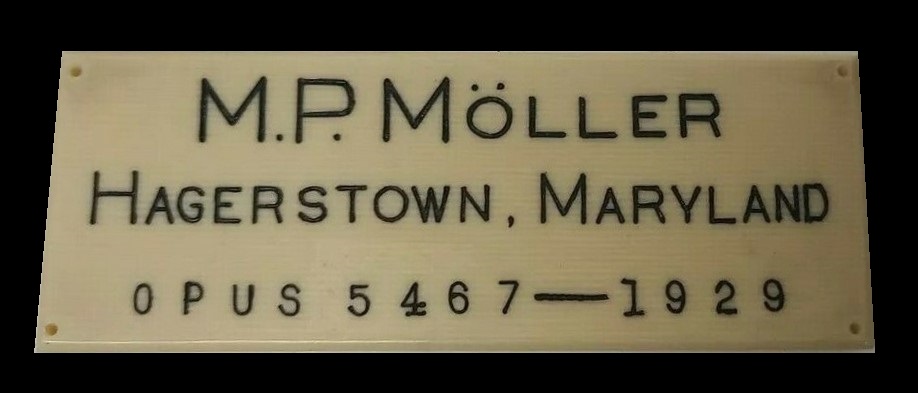 M.P. MÖLLER
HAGERSTOWN, MARYLAND
OPUS 5467—1929